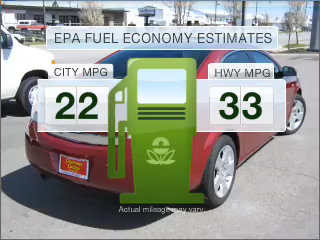 EPA FUEL ECONOMY ESTIMATES
CITY MPG
HWY MPG
22
33
Actual mileage may vary.